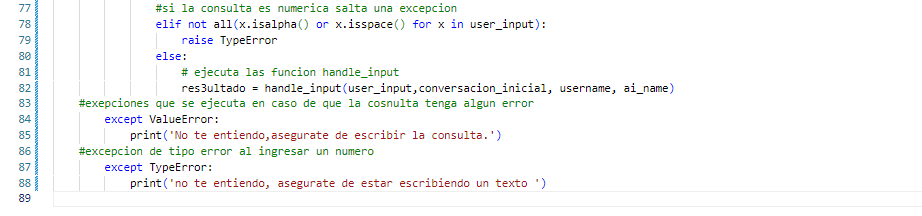 77 #si la consulta es numerica salta una excepcion
78 elif not all(x.isalpha() or x.isspace() for x in user_input):
79 raise TypeError
80 else:
81 # ejecuta las funcion handle_input
82 res3ultado = handle_input(user_input,conversacion_inicial, username, ai_name)
83 #exepciones que se ejecuta en caso de que la cosnulta tenga algun error
84 except ValueError:
85 print('No te entiendo,asegurate de escribir la consulta.')
86 #excepcion de tipo error al ingresar un numero
87 except TypeError:
88 print('no te entiendo, asegurate de estar escribiendo un texto ')
89